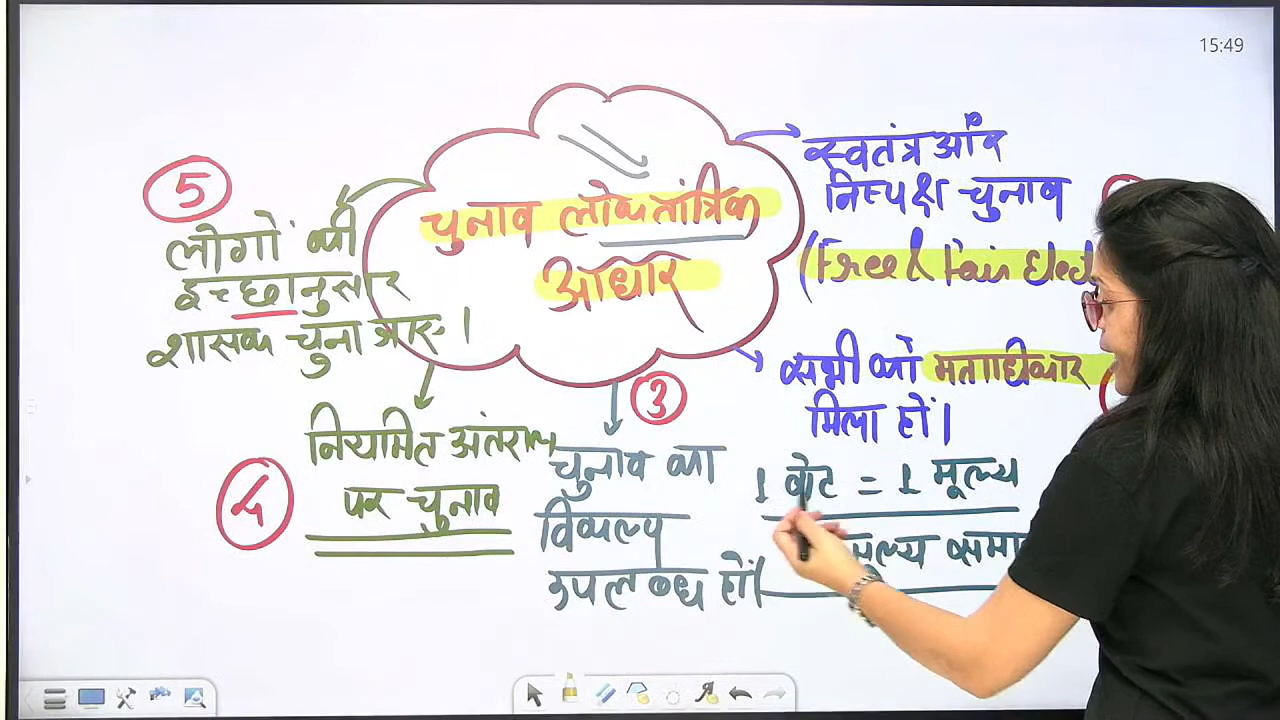 15:49
चुनाव लोकतांत्रिक
आधार
स्वतंत्र और
निष्पक्ष चुनाव
(Free & Fair Elect
सभी को मताधिकार
मिला हों।
1 वोट = 1 मूल्य
मूल्य समा
3
चुनाव का
विकल्प
उपलब्ध हों।
4
नियमित अंतराल
पर चुनाव
5
लोगों की
इच्छानुसार
शासक चुना जाए।